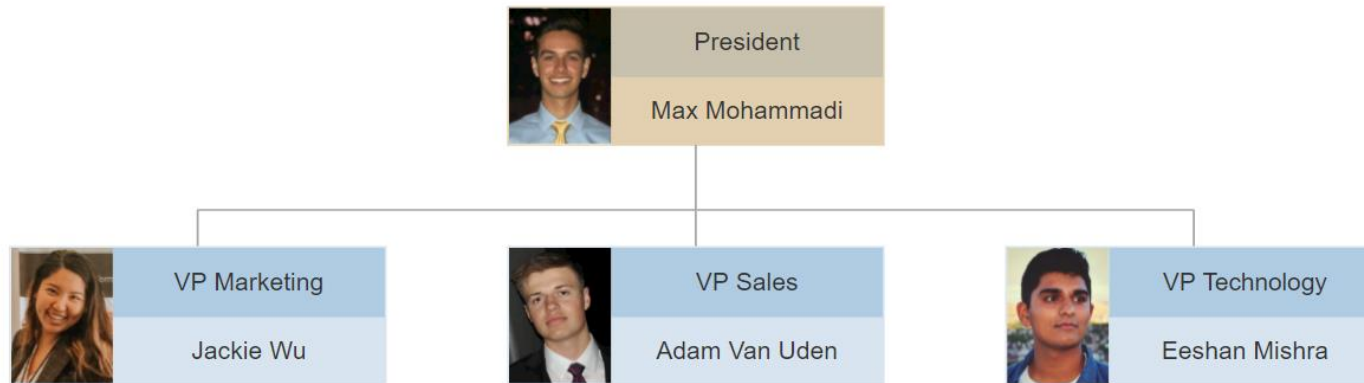 President
Max Mohammadi
VP Marketing
Jackie Wu
VP Sales
Adam Van Uden
VP Technology
Eeshan Mishra